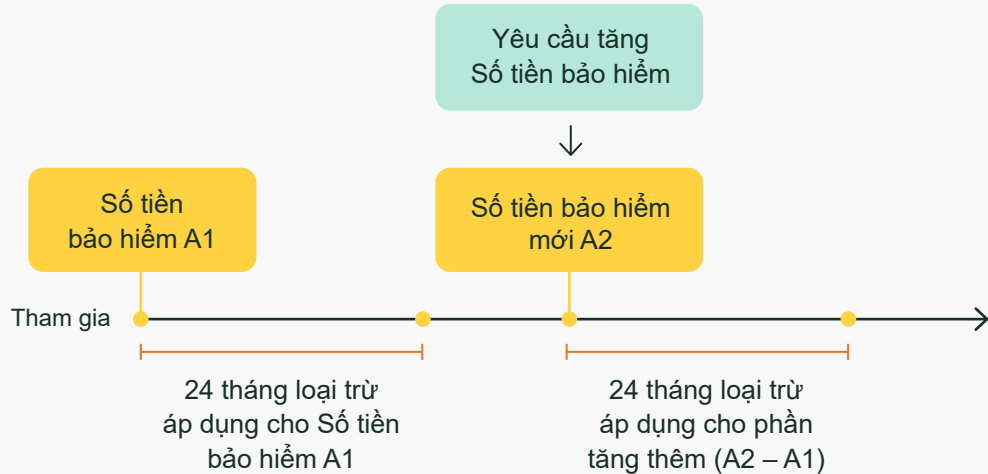 Yêu cầu tăng
Số tiền bảo hiểm
Số tiền
bảo hiểm A1
Số tiền bảo hiểm
mới A2
Tham gia
24 tháng loại trừ
áp dụng cho Số tiền
bảo hiểm A1
24 tháng loại trừ
áp dụng cho phần
tăng thêm (A2 – A1)